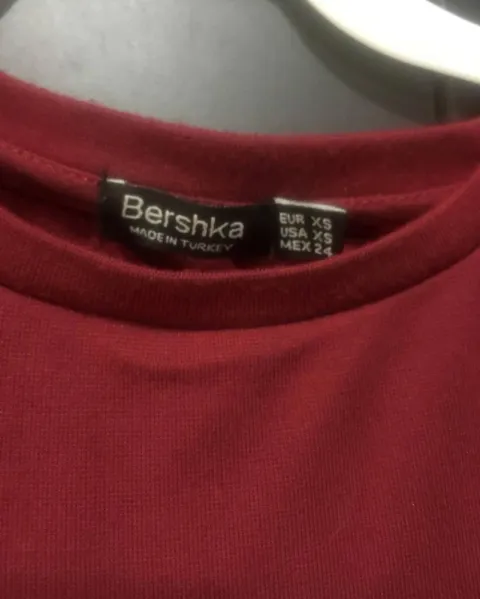 Bershka
MADE IN TURKEY
EUR XS
USA XS
MEX 24